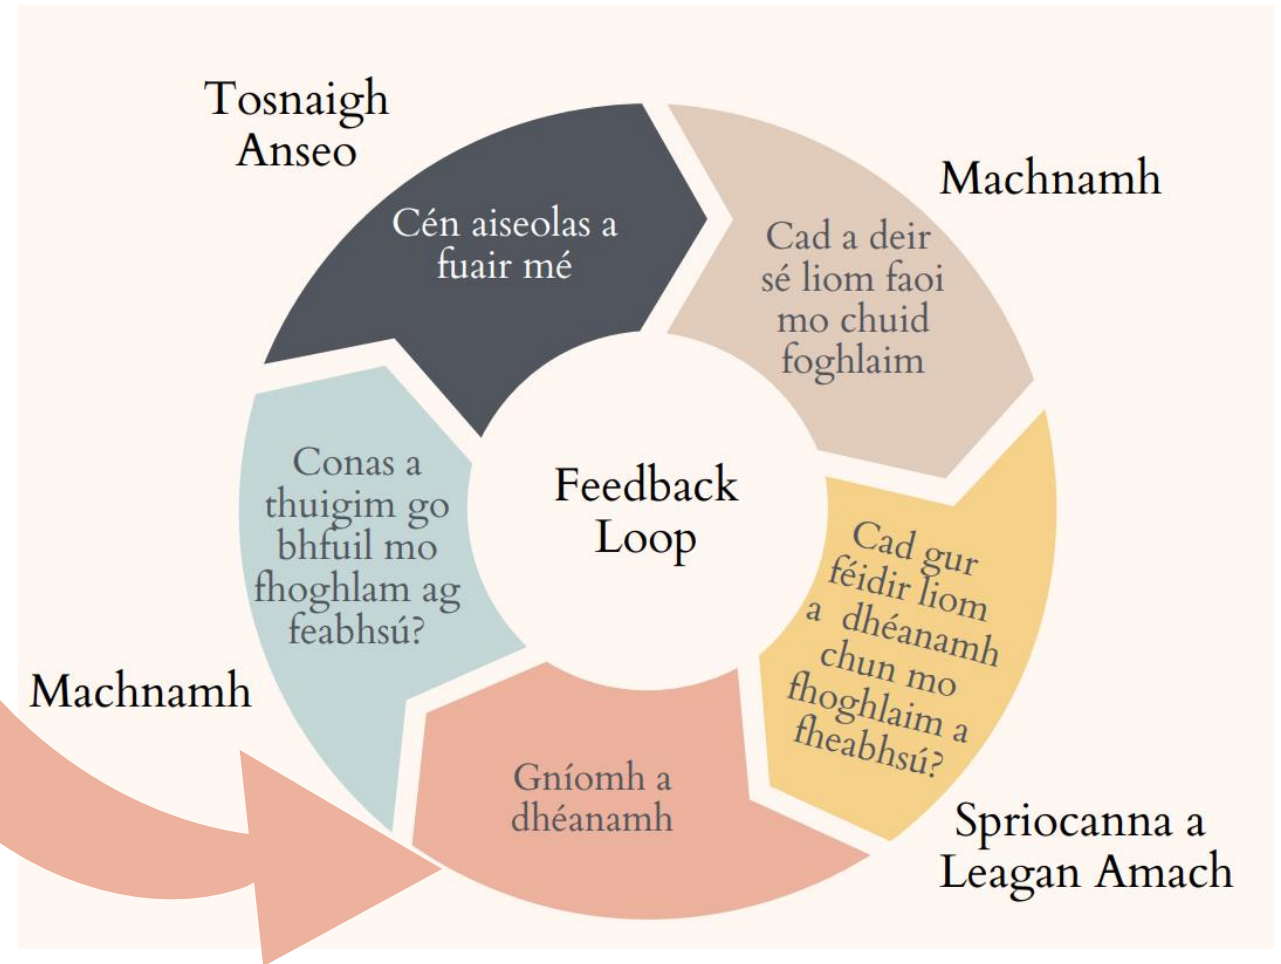 Tosnaigh
Anseo
Cén aiseolas a
fuair mé
Machnamh
Cad a deir
sé liom faoi
mo chuid
foghlaim
Cad gur
féidir liom
a dhéanamh
chun mo
fhoghlaim a
fheabhsú?
Spriocanna a
Leagan Amach
Gníomh a
dhéanamh
Machnamh
Conas a
thuigim go
bhfuil mo
fhoghlam ag
feabhsú?
Feedback
Loop